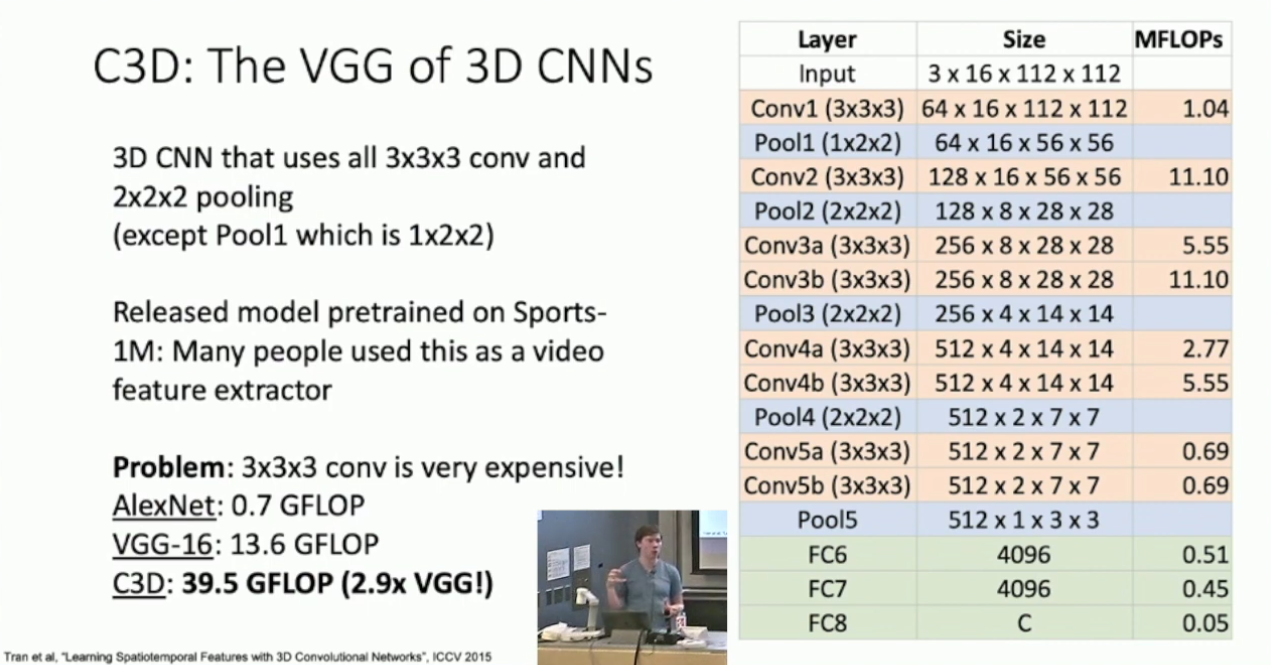 C3D: The VGG of 3D CNNs
3D CNN that uses all 3x3x3 conv and
2x2x2 pooling
(except Pool1 which is 1x2x2)
Released model pretrained on Sports-
1M: Many people used this as a video
feature extractor
Problem: 3x3x3 conv is very expensive!
AlexNet: 0.7 GFLOP
VGG-16: 13.6 GFLOP
C3D: 39.5 GFLOP (2.9x VGG!)
Tran et al, "Learning Spatiotemporal Features with 3D Convolutional Networks", ICCV 2015
Layer Size MFLOPs
Input 3 x 16 x 112 x 112
Conv1 (3x3x3) 64 x 16 x 112 x 112 1.04
Pool1 (1x2x2) 64 x 16 x 56 x 56
Conv2 (3x3x3) 128 x 16 x 56 x 56 11.10
Pool2 (2x2x2) 128 x 8 x 28 x 28
Conv3a (3x3x3) 256 x 8 x 28 x 28 5.55
Conv3b (3x3x3) 256 x 8 x 28 x 28 11.10
Pool3 (2x2x2) 256 x 4 x 14 x 14
Conv4a (3x3x3) 512 x 4 x 14 x 14 2.77
Conv4b (3x3x3) 512 x 4 x 14 x 14 5.55
Pool4 (2x2x2) 512 x 2 x 7 x 7
Conv5a (3x3x3) 512 x 2 x 7 x 7 0.69
Conv5b (3x3x3) 512 x 2 x 7 x 7 0.69
Pool5 512 x 1 x 3 x 3
FC6 4096 0.51
FC7 4096 0.45
FC8 C 0.05